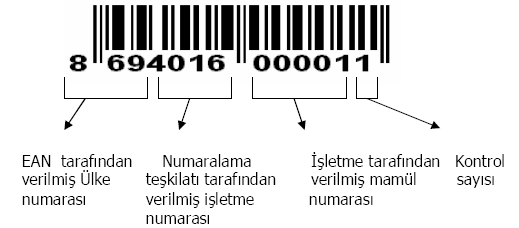 8 694016 000011
EAN tarafından verilmiş Ülke numarası
Numaralama teşkilatı tarafından verilmiş işletme numarası
İşletme tarafından verilmiş mamül numarası
Kontrol sayısı